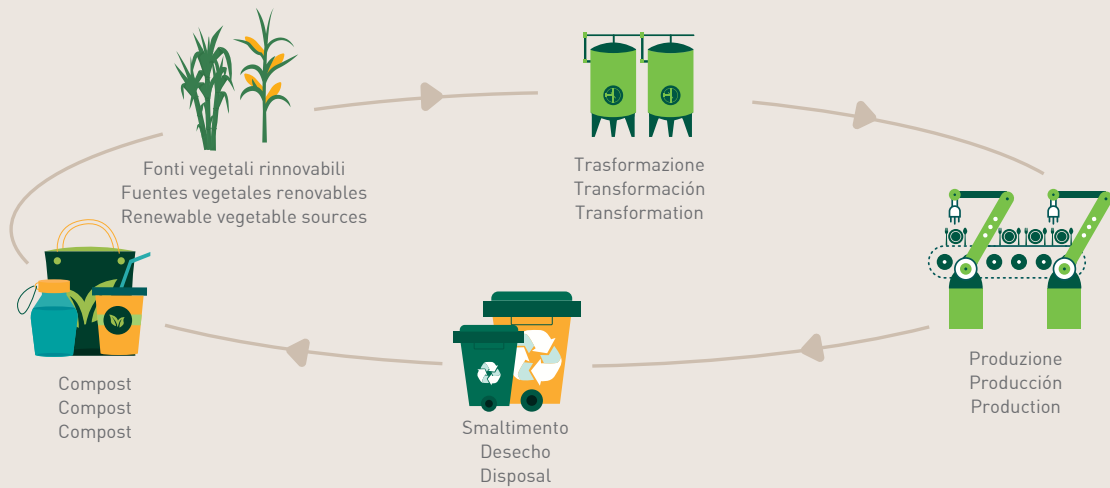 Fonti vegetali rinnovabili
Fuentes vegetales renovables
Renewable vegetable sources
Trasformazione
Transformación
Transformation
Produzione
Producción
Production
Smaltimento
Desecho
Disposal
Compost
Compost
Compost